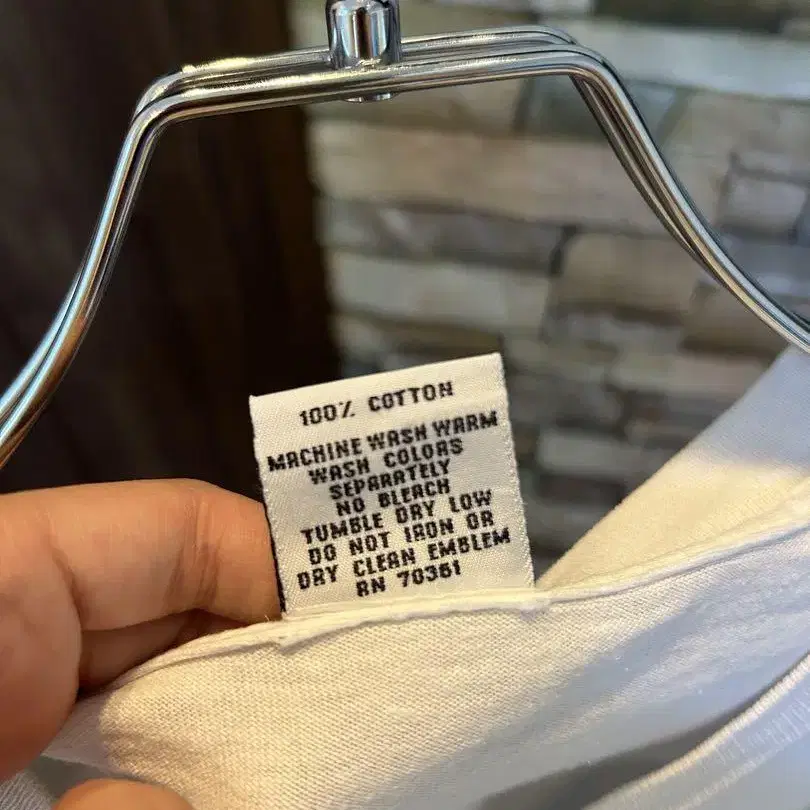 100% COTTON
MACHINE WASH WARM
WASH COLORS
SEPARATELY
NO BLEACH
TUMBLE DRY LOW
DO NOT IRON OR
DRY CLEAN EMBLEM
RN 70361